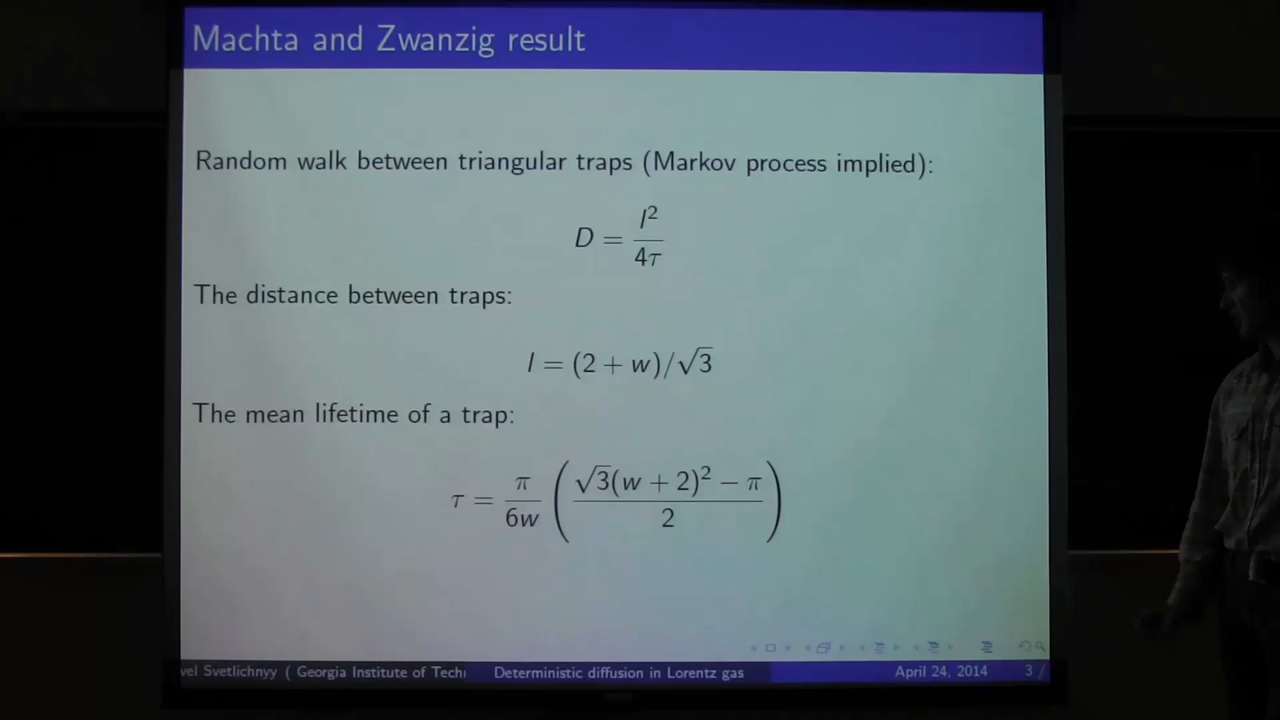 Machta and Zwanzig result
Random walk between triangular traps (Markov process implied):
D = l²/4τ
The distance between traps:
l = (2 + w)/√3
The mean lifetime of a trap:
τ = π/6w (√3(w + 2)² − π / 2)
vel Svetlichnyy ( Georgia Institute of Tech Deterministic diffusion in Lorentz gas April 24, 2014 3 /